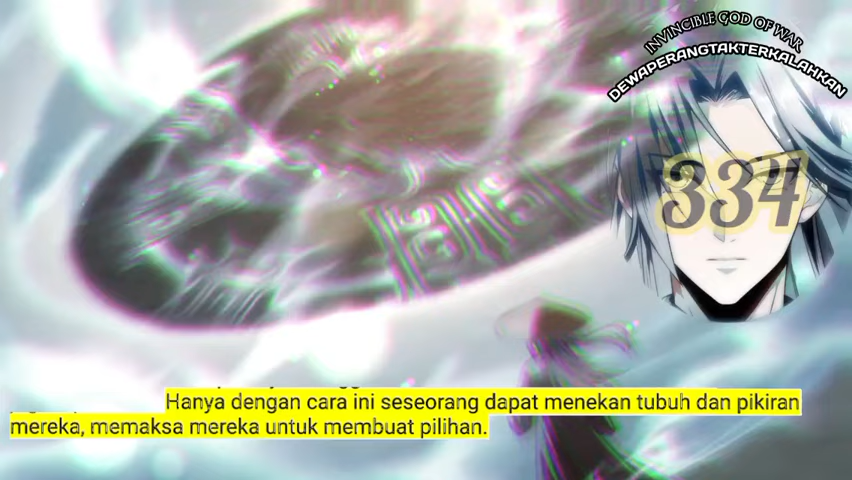 INVINCIBLE GOD OF WAR
DEWAPERANGTAKTERKALAHKAN
334
Hanya dengan cara ini seseorang dapat menekan tubuh dan pikiran
mereka, memaksa mereka untuk membuat pilihan.